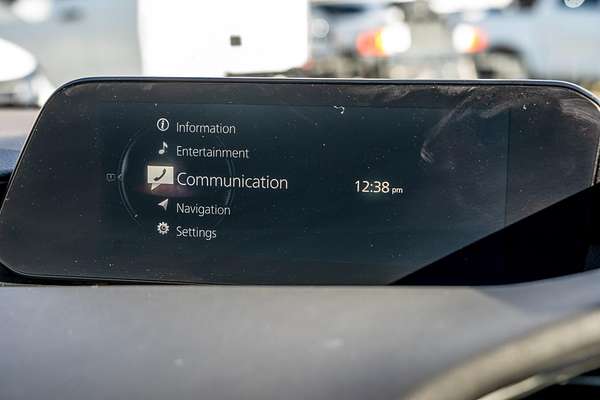 Information
Entertainment
Communication
12:38 pm
Navigation
Settings